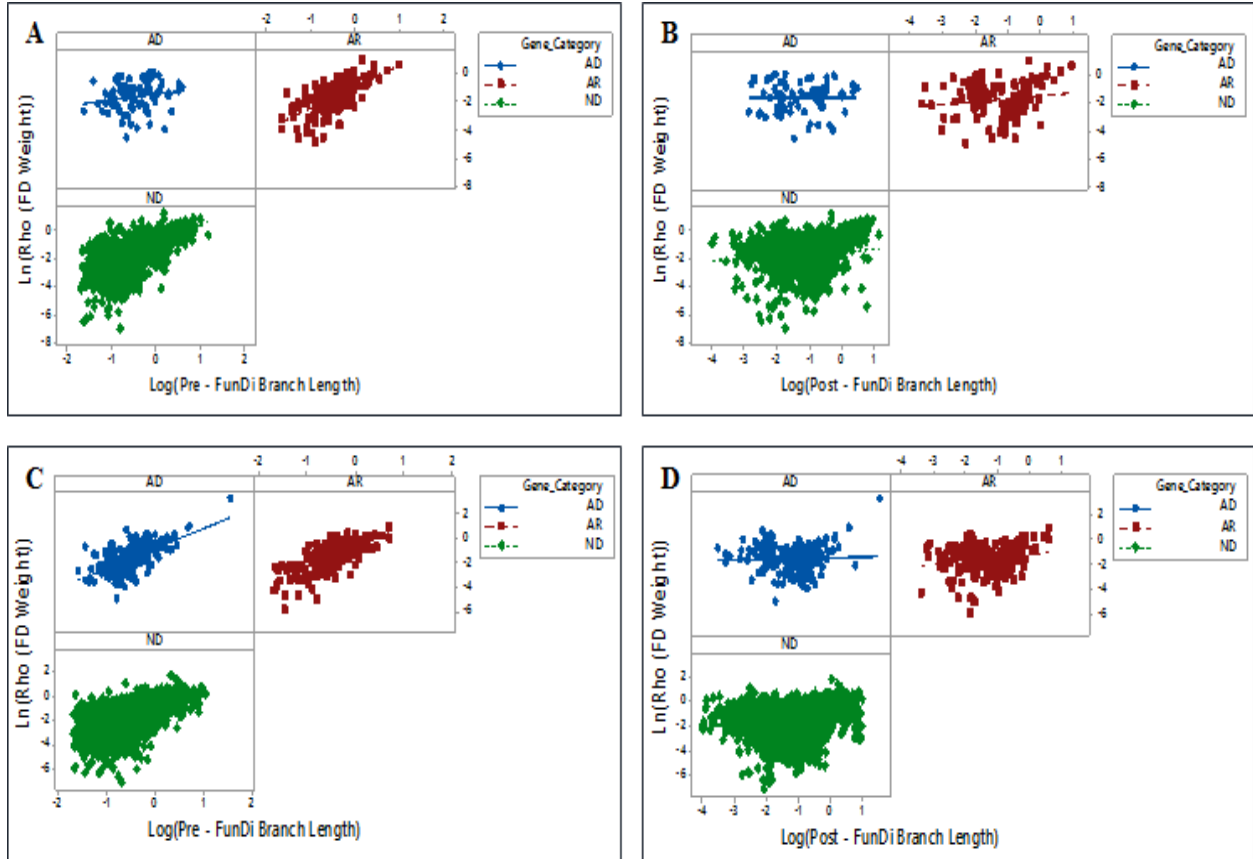 A
-2 -1 0 1 2
AD AR
Gene_Category
AD
AR
ND
0
-2
-4
-6
-8
ND
0
-2
-4
-6
-8
-2 -1 0 1 2
Ln(Rho (FD Weight))
Log(Pre - FunDi Branch Length)
B
-4 -3 -2 -1 0 1
AD AR
Gene_Category
AD
AR
ND
0
-2
-4
-6
-8
ND
0
-2
-4
-6
-8
-4 -3 -2 -1 0 1
Ln(Rho (FD Weight))
Log(Post - FunDi Branch Length)
C
-2 -1 0 1 2
AD AR
Gene_Category
AD
AR
ND
2
0
-2
-4
-6
ND
2
0
-2
-4
-6
-2 -1 0 1 2
Ln(Rho (FD Weight))
Log(Pre - FunDi Branch Length)
D
-4 -3 -2 -1 0 1
AD AR
Gene_Category
AD
AR
ND
2
0
-2
-4
-6
ND
2
0
-2
-4
-6
-4 -3 -2 -1 0 1
Ln(Rho (FD Weight))
Log(Post - FunDi Branch Length)